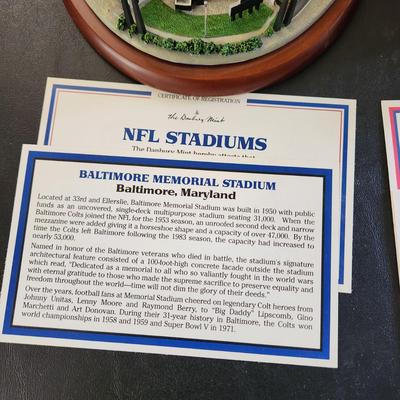 CERTIFICATE OF REGISTRATION
The Danbury Mint
NFL STADIUMS
The Danbury Mint hereby attests that
BALTIMORE MEMORIAL STADIUM
Baltimore, Maryland
Located at 33rd and Ellerslie, Baltimore Memorial Stadium was built in 1950 with public
funds as an uncovered, single-deck multipurpose stadium seating 31,000. When the
Baltimore Colts joined the NFL for the 1953 season, an unroofed second deck and narrow
mezzanine were added giving it a horseshoe shape and a capacity of over 47,000. By the
time the Colts left Baltimore following the 1983 season, the capacity had increased to
nearly 53,000.
Named in honor of the Baltimore veterans who died in battle, the stadium's signature
architectural feature consisted of a 100-foot-high concrete facade outside the stadium
which read, "Dedicated as a memorial to all who so valiantly fought in the world wars
with eternal gratitude to those who made the supreme sacrifice to preserve equality and
freedom throughout the world—time will not dim the glory of their deeds."
Over the years, football fans at Memorial Stadium cheered on legendary Colt heroes from
Johnny Unitas, Lenny Moore and Raymond Berry, to "Big Daddy" Lipscomb, Gino
Marchetti and Art Donovan. During their 31-year history in Baltimore, the Colts won
world championships in 1958 and 1959 and Super Bowl V in 1971.